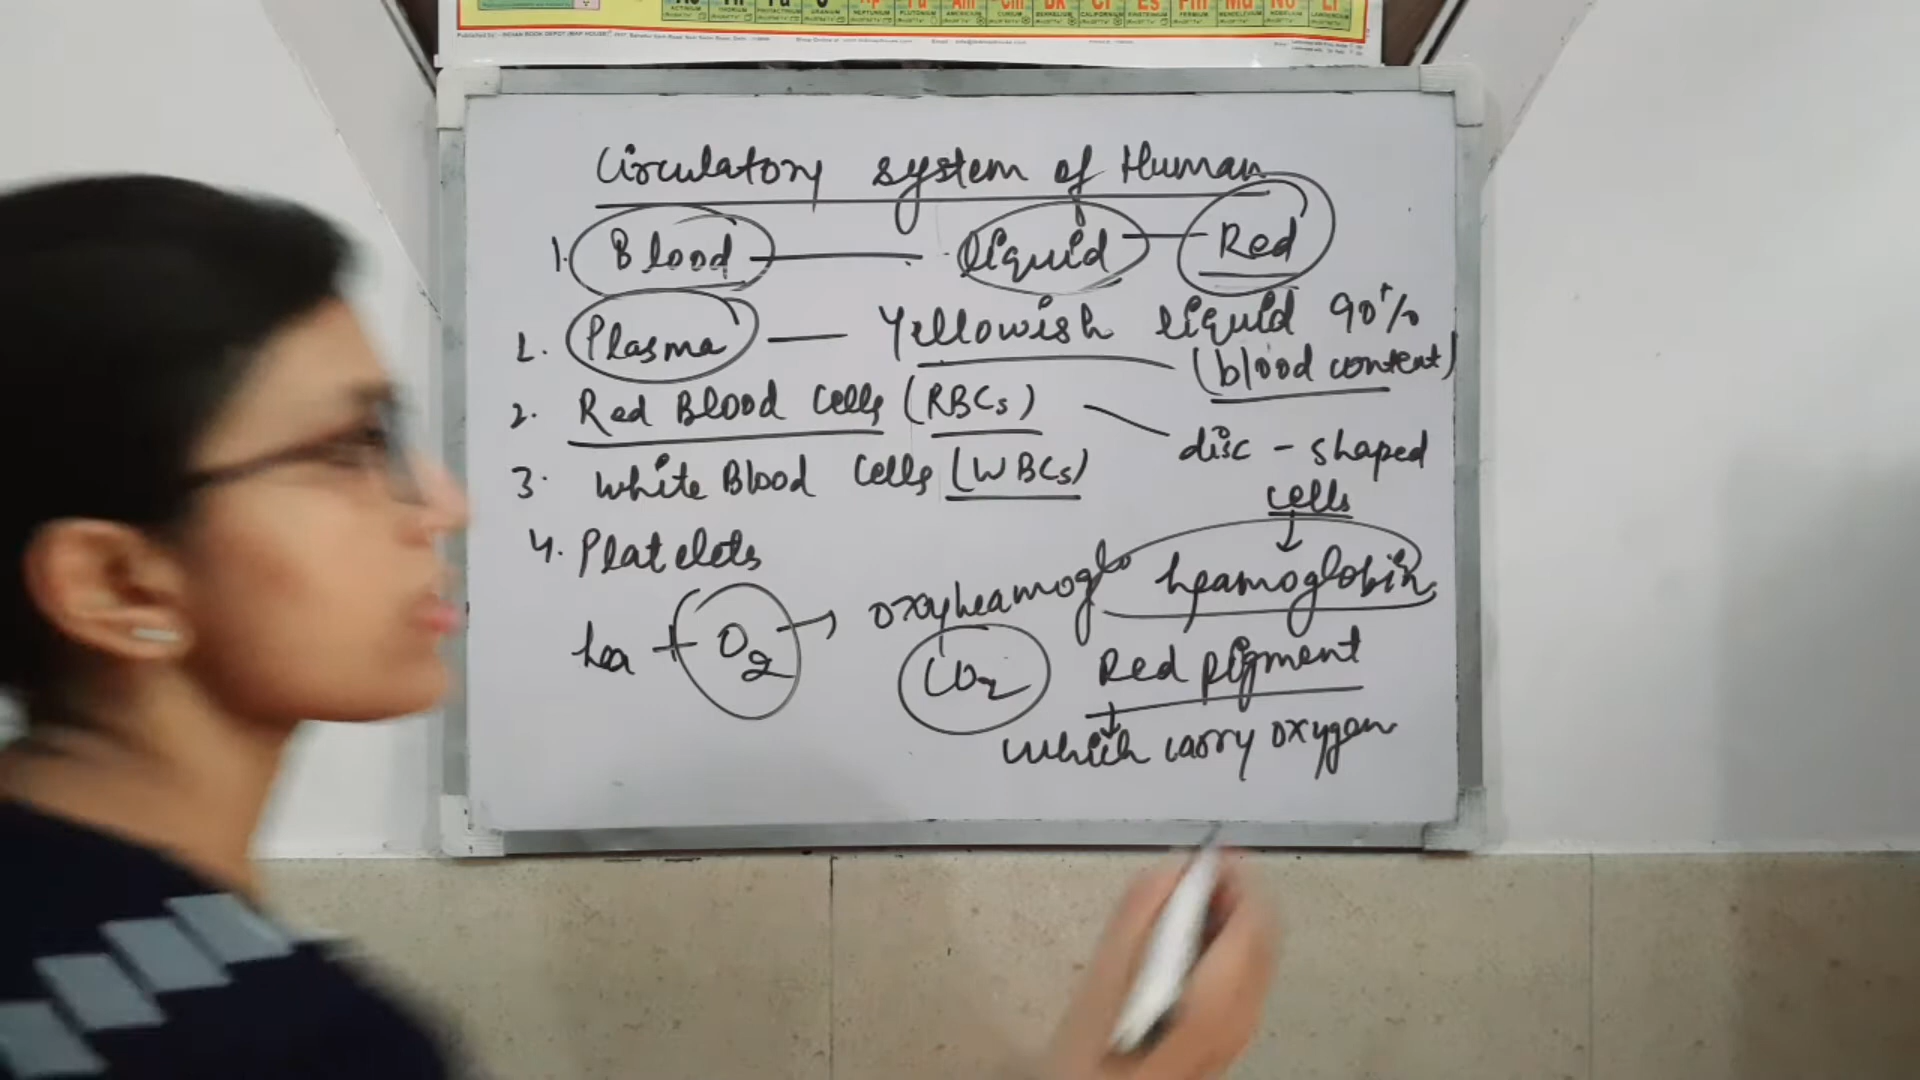 Circulatory system of Human
1. Blood — liquid — Red
1. Plasma — Yellowish liquid 90%
(blood content)
2. Red Blood Cells (RBCs)
disc - shaped
cells
3. White Blood Cells (WBCs)
4. Platelets
heamoglobin
hea + O2 → oxyheamoglo
CO2
Red pigment
which carry oxygen